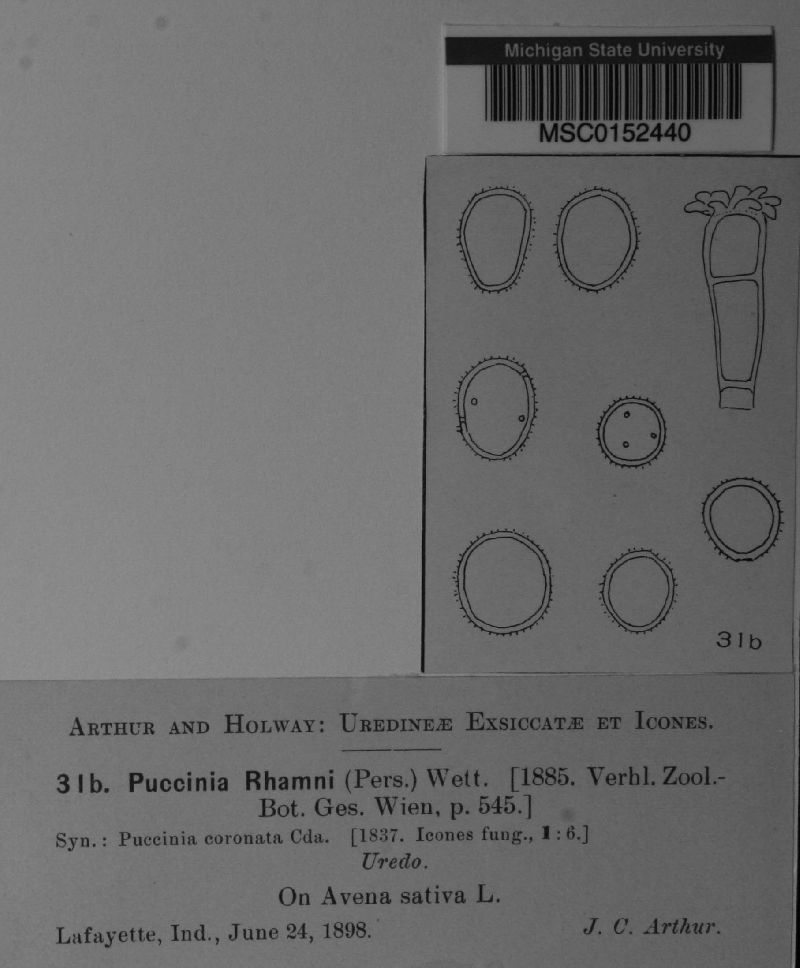 Michigan State University
MSC0152440
31b
ARTHUR AND HOLWAY: UREDINEÆ EXSICCATÆ ET ICONES.
31b. Puccinia Rhamni (Pers.) Wett. [1885. Verhl. Zool.-
Bot. Ges. Wien, p. 545.]
Syn.: Puccinia coronata Cda. [1837. Icones fung., 1:6.]
Uredo.
On Avena sativa L.
Lafayette, Ind., June 24, 1898. J. C. Arthur.